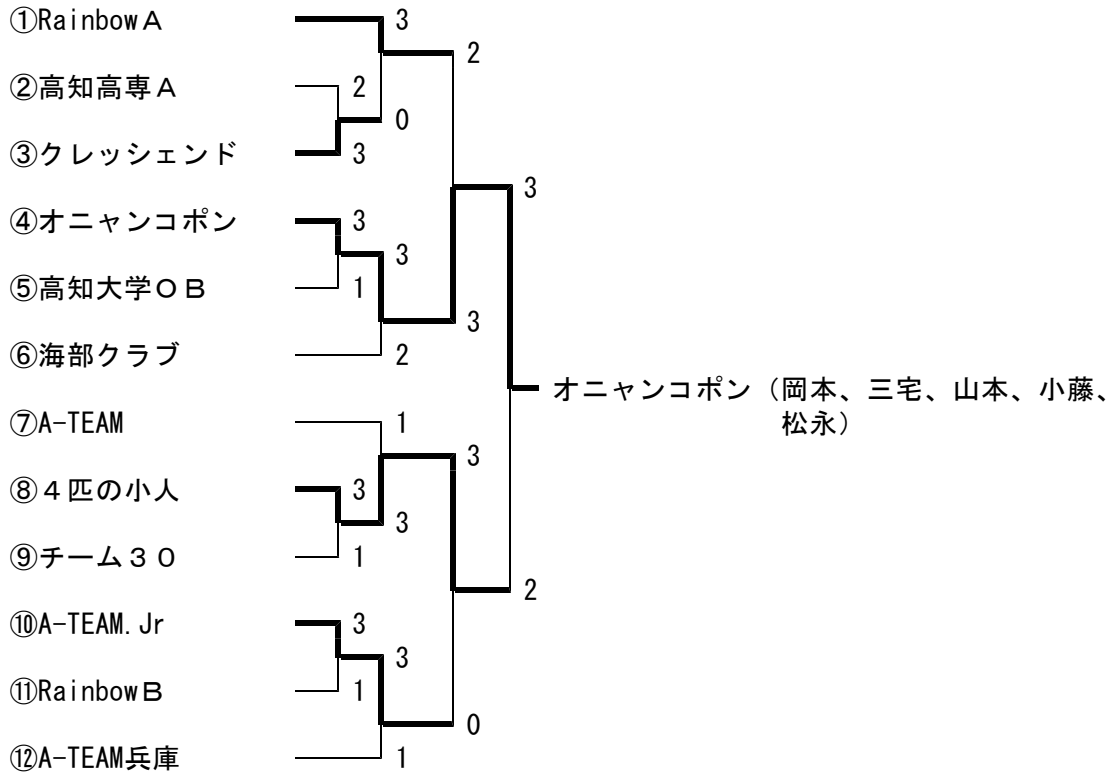 ①RainbowＡ
3
2
②高知高専Ａ
2
0
③クレッシェンド
3
3
④オニャンコポン
3
3
⑤高知大学ＯＢ
1
3
⑥海部クラブ
2
オニャンコポン（岡本、三宅、山本、小藤、
松永）
⑦A-TEAM
1
3
⑧４匹の小人
3
3
⑨チーム３０
1
2
⑩A-TEAM.Jr
3
3
⑪RainbowＢ
1
0
⑫A-TEAM兵庫
1